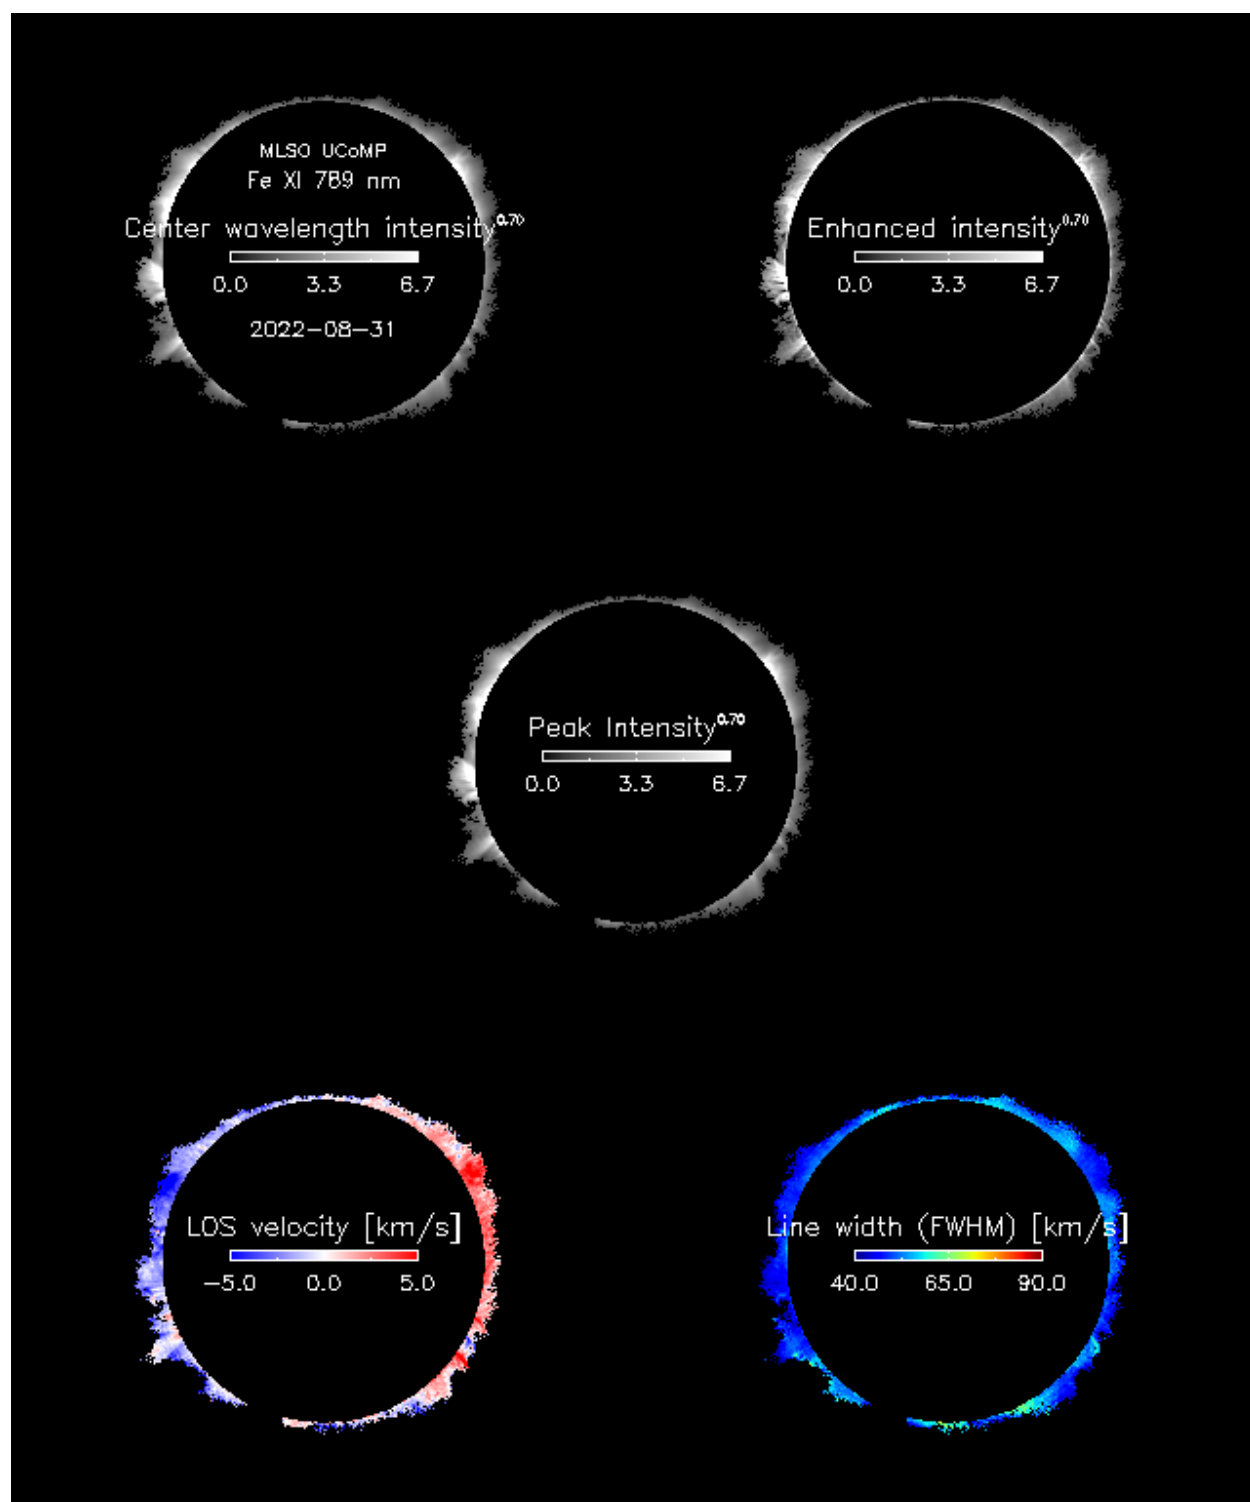 MLSO UCoMP
Fe XI 789 nm
Center wavelength intensity^0.70
0.0 3.3 6.7
2022-08-31
Enhanced intensity^0.70
0.0 3.3 6.7
Peak Intensity^0.70
0.0 3.3 6.7
LOS velocity [km/s]
-5.0 0.0 5.0
Line width (FWHM) [km/s]
40.0 65.0 90.0